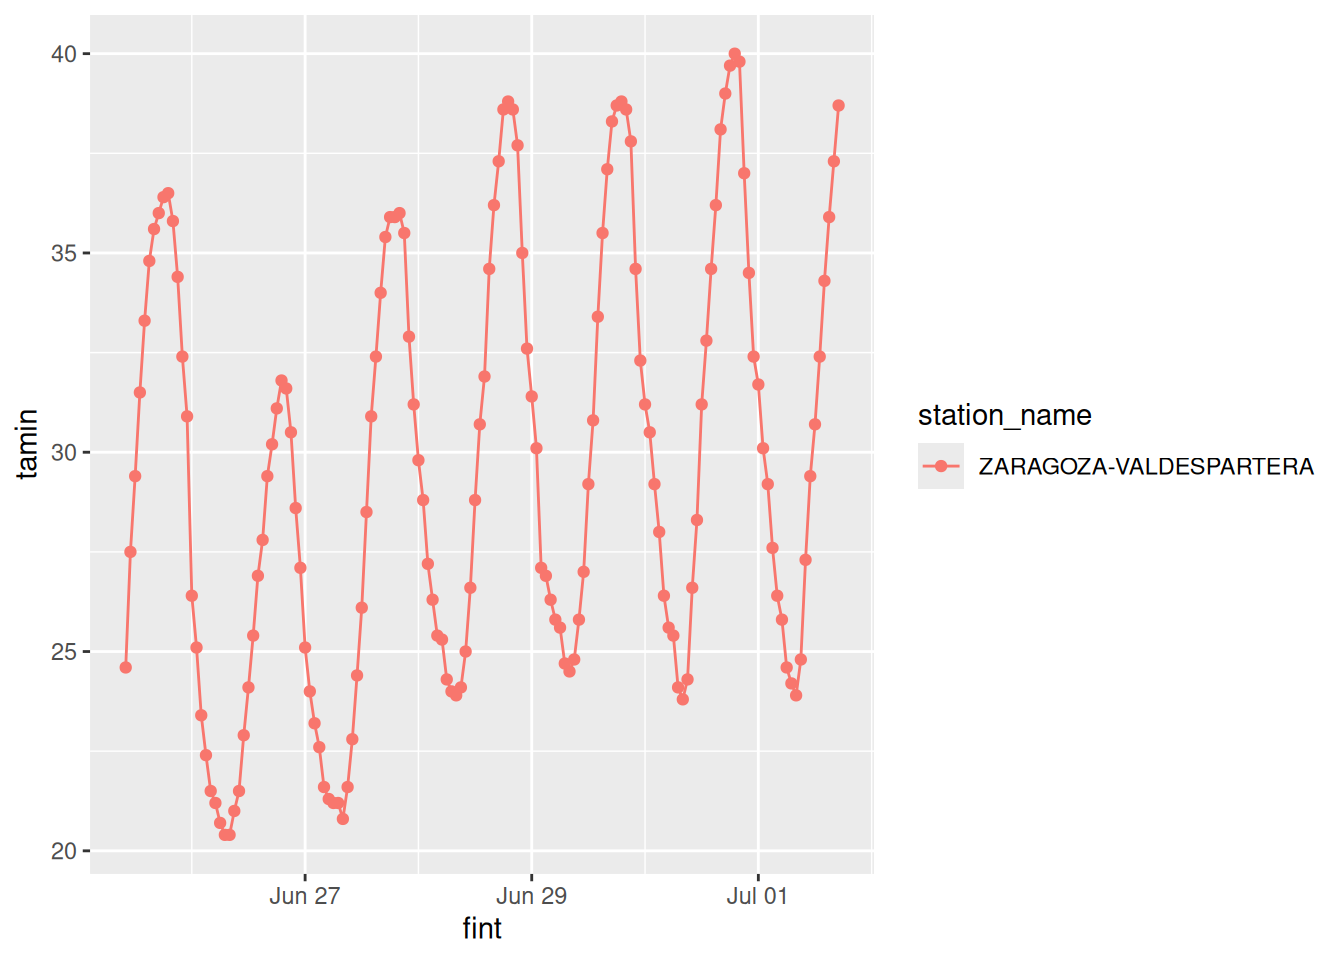 40
35
30
25
20
tamin
Jun 27
Jun 29
Jul 01
fint
station_name
ZARAGOZA-VALDESPARTERA